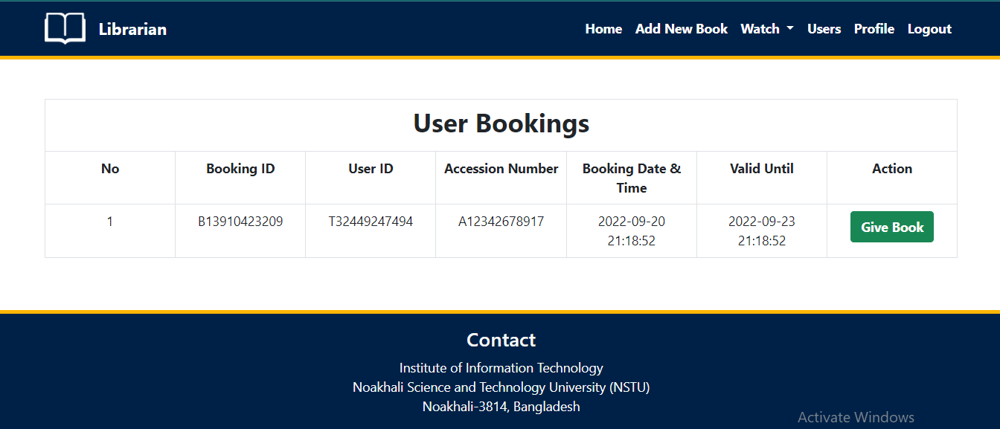 Librarian
Home Add New Book Watch Users Profile Logout
User Bookings
No Booking ID User ID Accession Number Booking Date & Valid Until Action
Time
1 B13910423209 T32449247494 A12342678917 2022-09-20 2022-09-23 Give Book
21:18:52 21:18:52
Contact
Institute of Information Technology
Noakhali Science and Technology University (NSTU)
Noakhali-3814, Bangladesh
Activate Windows